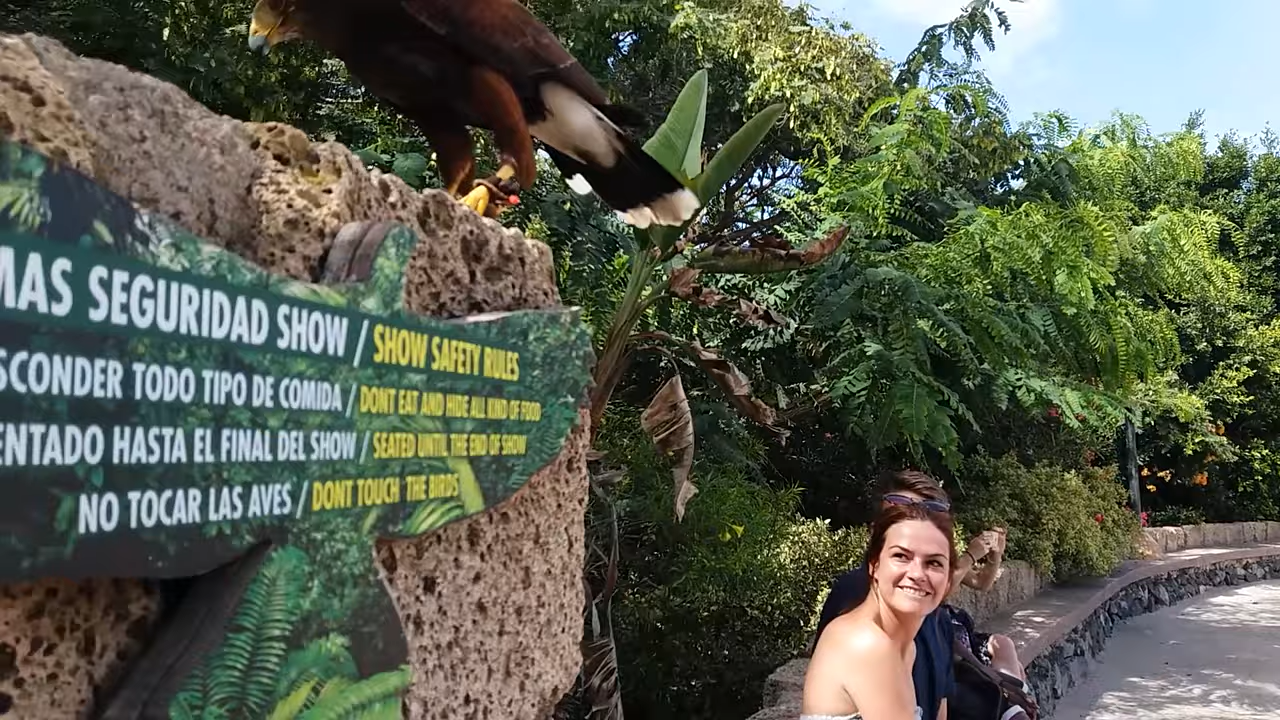 MAS SEGURIDAD SHOW / SHOW SAFETY RULES
SCONDER TODO TIPO DE COMIDA / DONT EAT AND HIDE ALL KIND OF FOOD
ENTADO HASTA EL FINAL DEL SHOW / SEATED UNTIL THE END OF SHOW
NO TOCAR LAS AVES / DONT TOUCH THE BIRDS